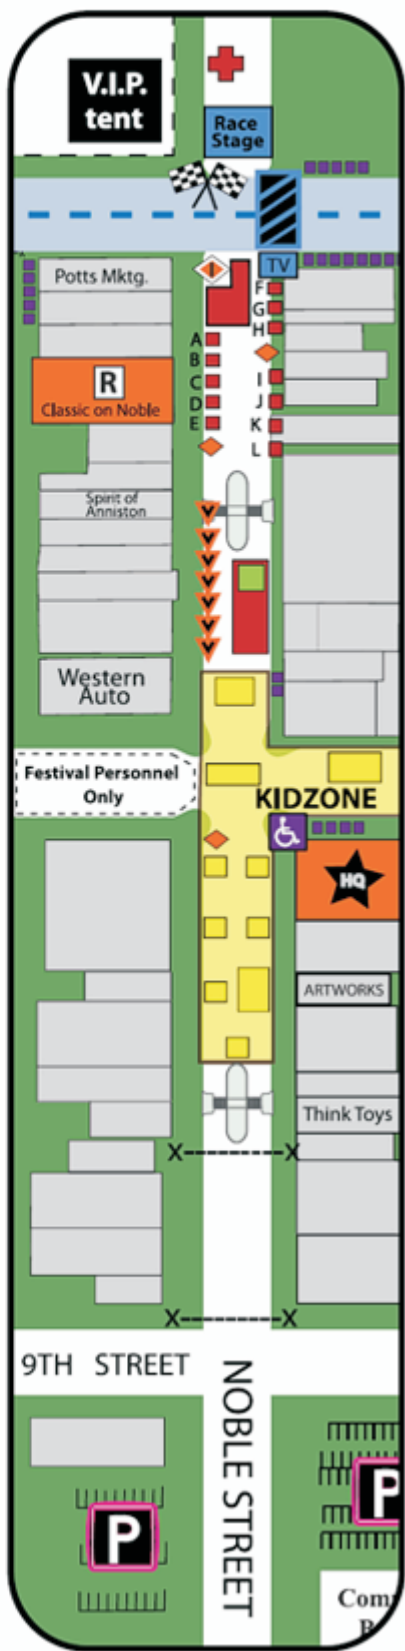 V.I.P.
tent
Race
Stage
TV
Potts Mktg.
F
G
H
A
B
C
D
E
I
J
K
L
R
Classic on Noble
Spirit of
Anniston
Western
Auto
Festival Personnel
Only
KIDZONE
HQ
ARTWORKS
Think Toys
X
X
X
X
9TH STREET
NOBLE STREET
P
P